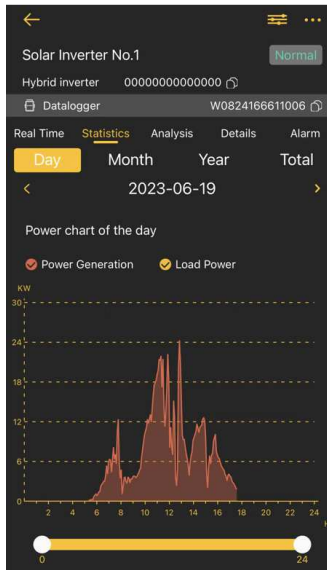 Solar Inverter No.1
Normal
Hybrid inverter 00000000000000
Datalogger W0824166611006
Real Time Statistics Analysis Details Alarm
Day Month Year Total
2023-06-19
Power chart of the day
Power Generation Load Power
KW
30
24
18
12
6
0
2 4 6 8 10 12 14 16 18 20 22 24
0 24